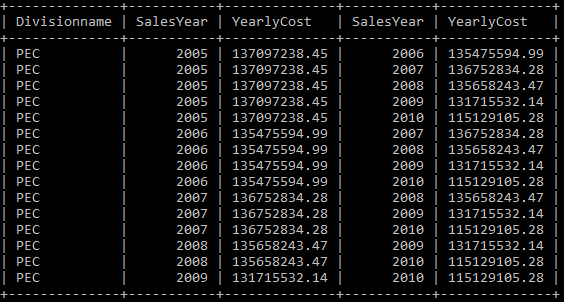 +--------------+-----------+--------------+-----------+--------------+
| Divisionname | SalesYear | YearlyCost   | SalesYear | YearlyCost   |
+--------------+-----------+--------------+-----------+--------------+
| PEC          |      2005 | 137097238.45 |      2006 | 135475594.99 |
| PEC          |      2005 | 137097238.45 |      2007 | 136752834.28 |
| PEC          |      2005 | 137097238.45 |      2008 | 135658243.47 |
| PEC          |      2005 | 137097238.45 |      2009 | 131715532.14 |
| PEC          |      2005 | 137097238.45 |      2010 | 115129105.28 |
| PEC          |      2006 | 135475594.99 |      2007 | 136752834.28 |
| PEC          |      2006 | 135475594.99 |      2008 | 135658243.47 |
| PEC          |      2006 | 135475594.99 |      2009 | 131715532.14 |
| PEC          |      2006 | 135475594.99 |      2010 | 115129105.28 |
| PEC          |      2007 | 136752834.28 |      2008 | 135658243.47 |
| PEC          |      2007 | 136752834.28 |      2009 | 131715532.14 |
| PEC          |      2007 | 136752834.28 |      2010 | 115129105.28 |
| PEC          |      2008 | 135658243.47 |      2009 | 131715532.14 |
| PEC          |      2008 | 135658243.47 |      2010 | 115129105.28 |
| PEC          |      2009 | 131715532.14 |      2010 | 115129105.28 |
+--------------+-----------+--------------+-----------+--------------+